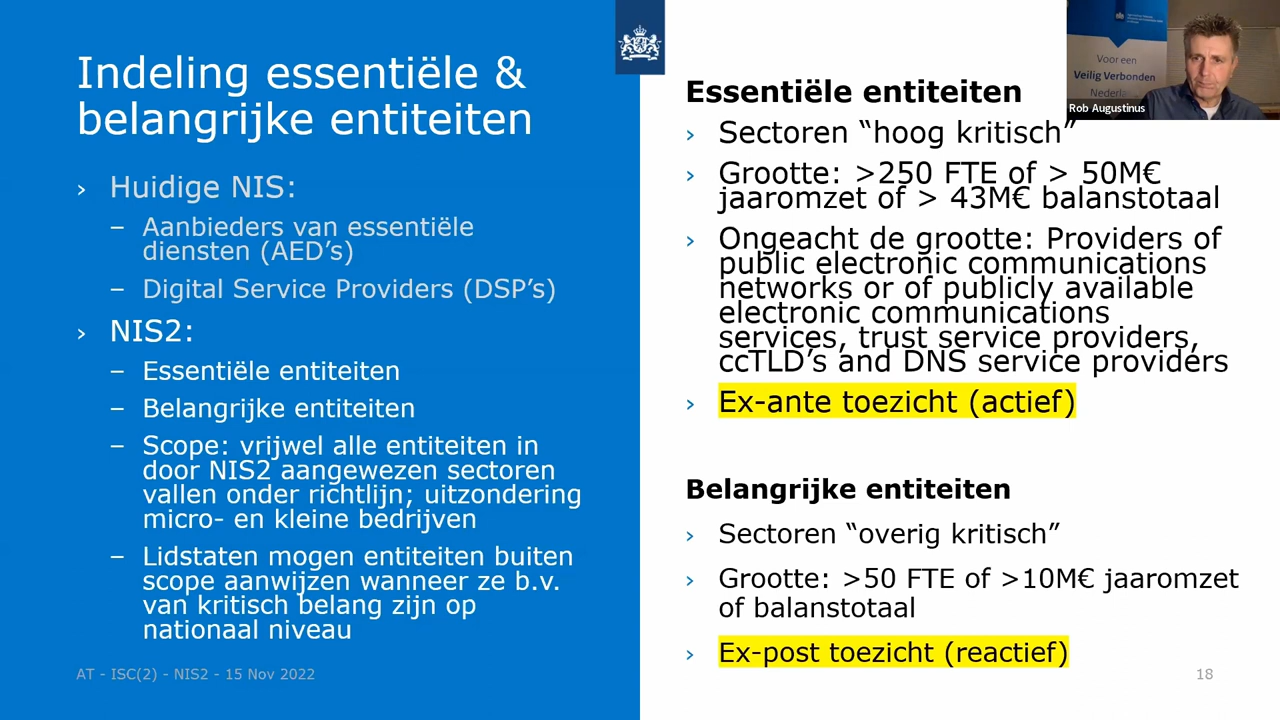 Indeling essentiële &
belangrijke entiteiten
› Huidige NIS:
– Aanbieders van essentiële
diensten (AED’s)
– Digital Service Providers (DSP’s)
› NIS2:
– Essentiële entiteiten
– Belangrijke entiteiten
– Scope: vrijwel alle entiteiten in
door NIS2 aangewezen sectoren
vallen onder richtlijn; uitzondering
micro- en kleine bedrijven
– Lidstaten mogen entiteiten buiten
scope aanwijzen wanneer ze b.v.
van kritisch belang zijn op
nationaal niveau
AT - ISC(2) - NIS2 - 15 Nov 2022
Essentiële entiteiten
› Sectoren “hoog kritisch”
› Grootte: >250 FTE of > 50M€
jaaromzet of > 43M€ balanstotaal
› Ongeacht de grootte: Providers of
public electronic communications
networks or of publicly available
electronic communications
services, trust service providers,
ccTLD’s and DNS service providers
› Ex-ante toezicht (actief)
Belangrijke entiteiten
› Sectoren “overig kritisch”
› Grootte: >50 FTE of >10M€ jaaromzet
of balanstotaal
› Ex-post toezicht (reactief)
18
Voor een
Veilig Verbonden
Nederland
Rob Augustinus